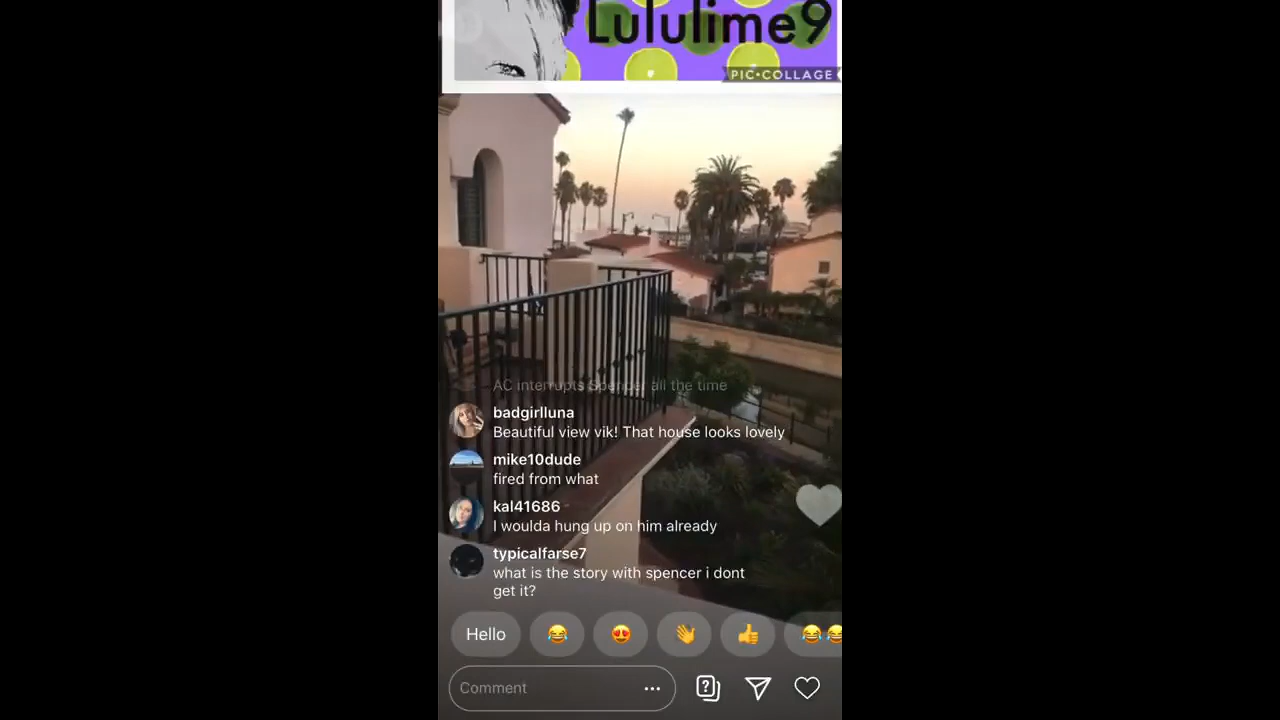 Lululime9
PIC•COLLAGE
AC interrupts Spencer all the time
badgirlluna
Beautiful view vik! That house looks lovely
mike10dude
fired from what
kal41686
I woulda hung up on him already
typicalfarse7
what is the story with spencer i dont
get it?
Hello
Comment